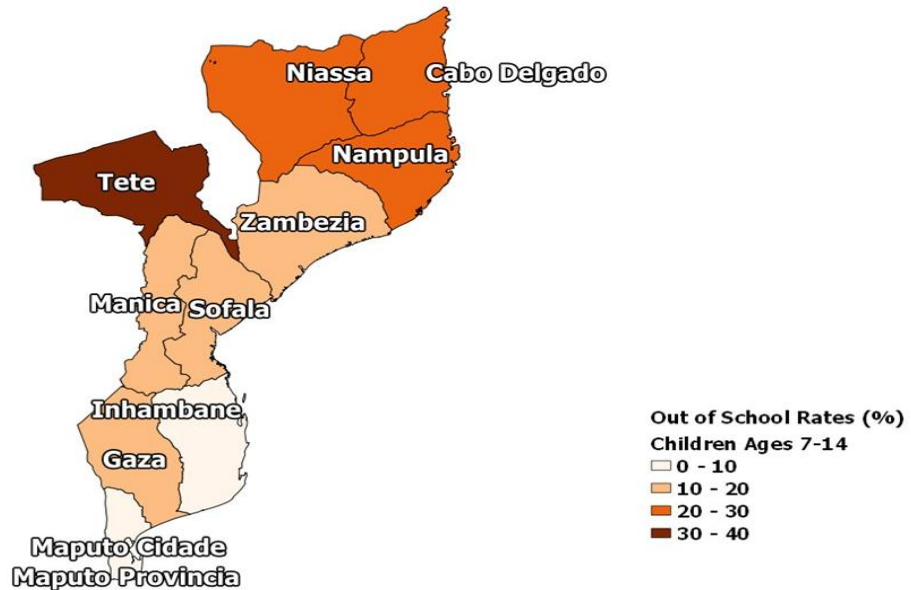 Niassa
Cabo Delgado
Nampula
Tete
Zambezia
Manica
Sofala
Inhambane
Gaza
Maputo Cidade
Maputo Provincia
Out of School Rates (%)
Children Ages 7-14
0 - 10
10 - 20
20 - 30
30 - 40